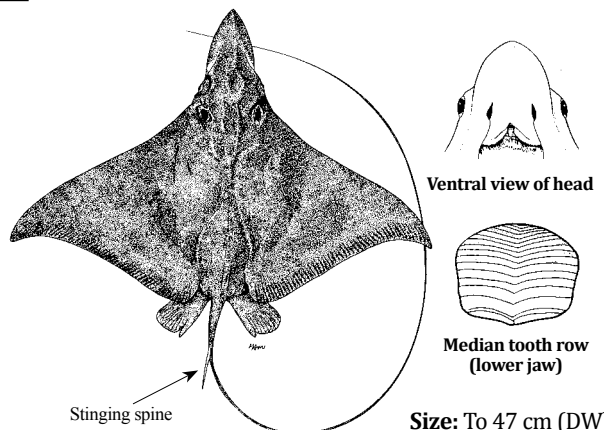 Ventral view of head
Median tooth row
(lower jaw)
Stinging spine
Size: To 47 cm (DW